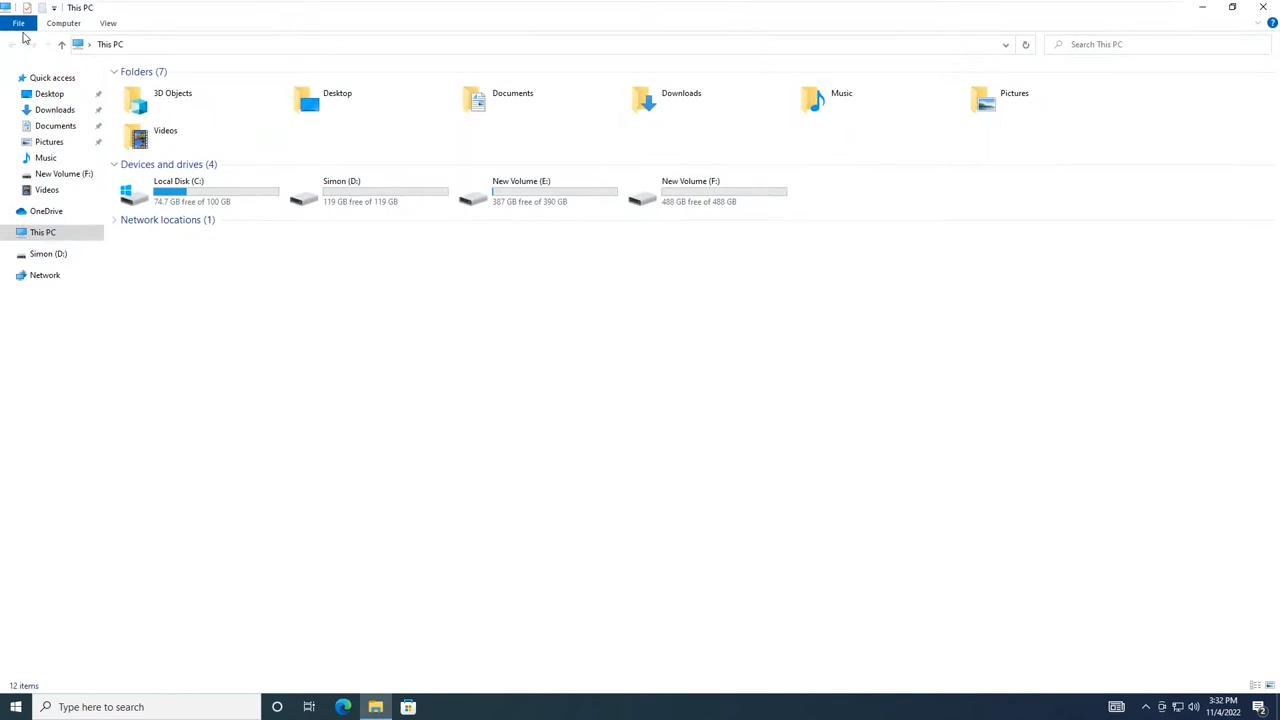 This PC
File Computer View
This PC
Search This PC
Quick access
Desktop
Downloads
Documents
Pictures
Music
New Volume (F:)
Videos
OneDrive
This PC
Simon (D:)
Network
Folders (7)
3D Objects
Desktop
Documents
Downloads
Music
Pictures
Videos
Devices and drives (4)
Local Disk (C:)
74.7 GB free of 100 GB
Simon (D:)
119 GB free of 119 GB
New Volume (E:)
387 GB free of 390 GB
New Volume (F:)
488 GB free of 488 GB
Network locations (1)
12 items
Type here to search
3:32 PM
11/4/2022
2